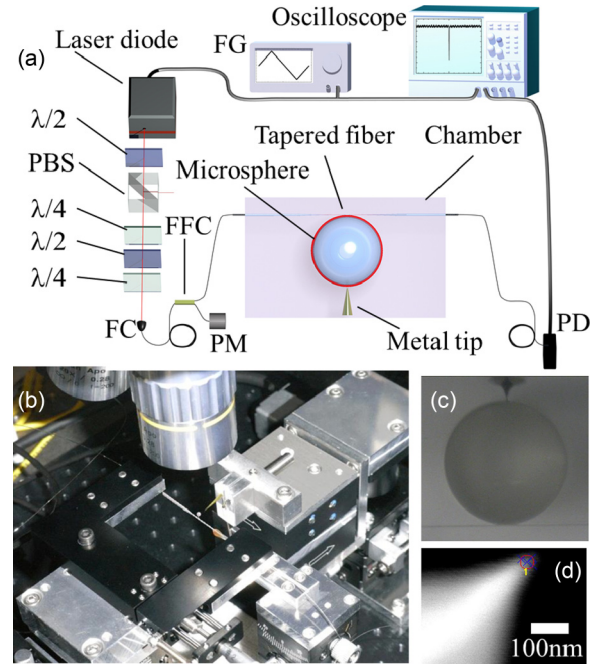 Oscilloscope
FG
Laser diode
(a)
λ/2
PBS
λ/4
λ/2
λ/4
FC
FFC
PM
Microsphere
Tapered fiber
Chamber
Metal tip
PD
(b)
(c)
(d)
1
100nm